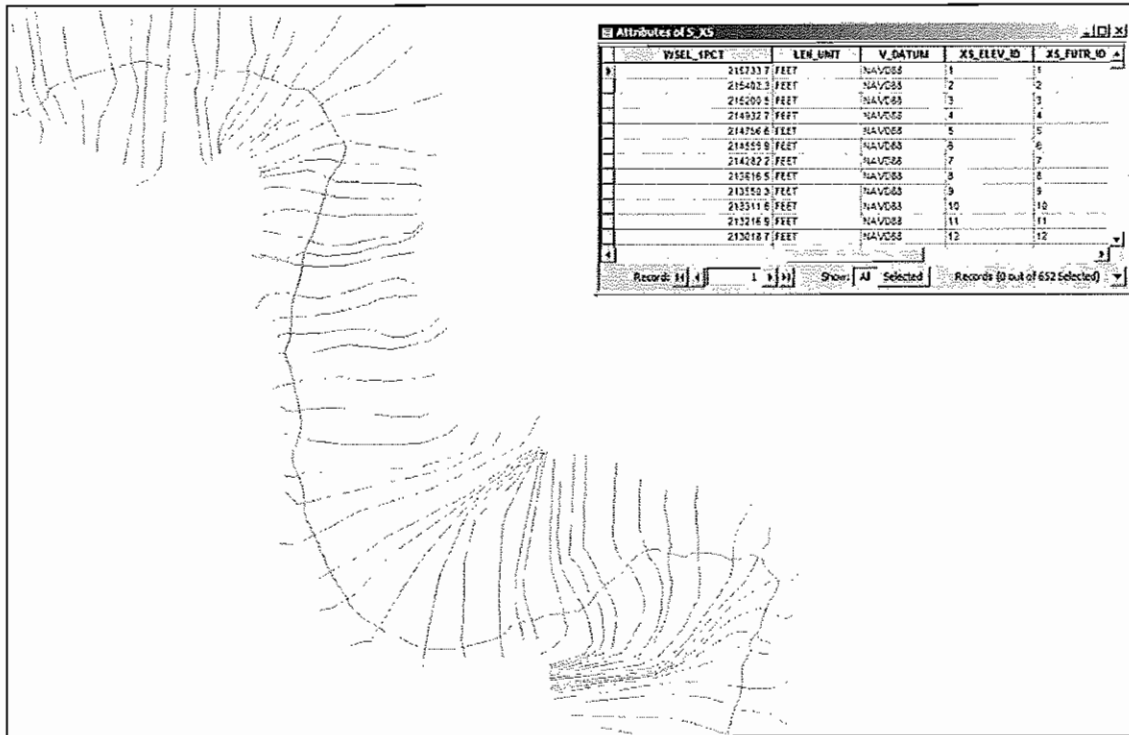 Attributes of S_XS
WSEL_1PCT LEN_UNIT V_DATUM XS_ELEV_ID XS_FUTR_ID
215733.7 FEET NAVD88 1 1
215402.3 FEET NAVD88 2 2
215200.5 FEET NAVD88 3 3
214932.7 FEET NAVD88 4 4
214756.6 FEET NAVD88 5 5
214559.9 FEET NAVD88 6 6
214282.2 FEET NAVD88 7 7
213616.5 FEET NAVD88 8 8
213550.3 FEET NAVD88 9 9
213311.6 FEET NAVD88 10 10
213216.9 FEET NAVD88 11 11
213018.7 FEET NAVD88 12 12
Record: 1 Show: All Selected Records (0 out of 652 Selected)